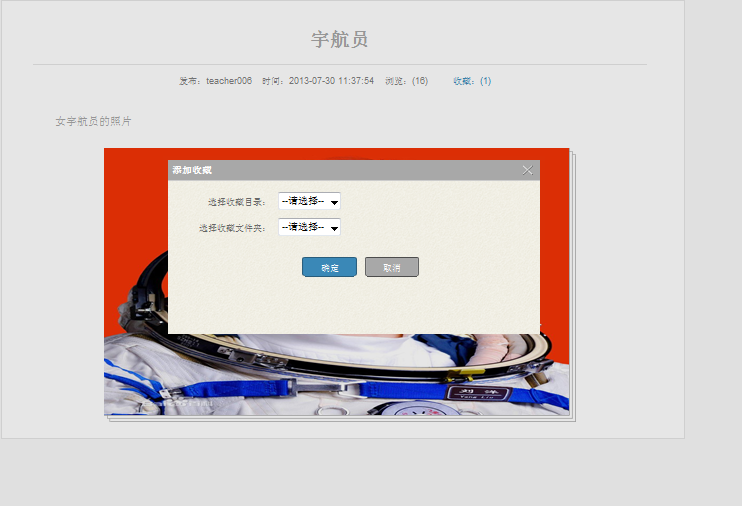 宇航员
发布：teacher006 时间：2013-07-30 11:37:54 浏览：(16) 收藏：(1)
女宇航员的照片
添加收藏
选择收藏目录： --请选择--
选择收藏文件夹： --请选择--
确定 取消
刘 洋